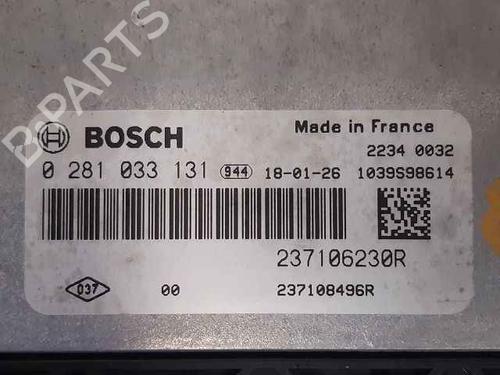 B-PARTS
BOSCH
Made in France
2234 0032
0 281 033 131 944 18-01-26 1039S98614
237106230R
037 00 237108496R